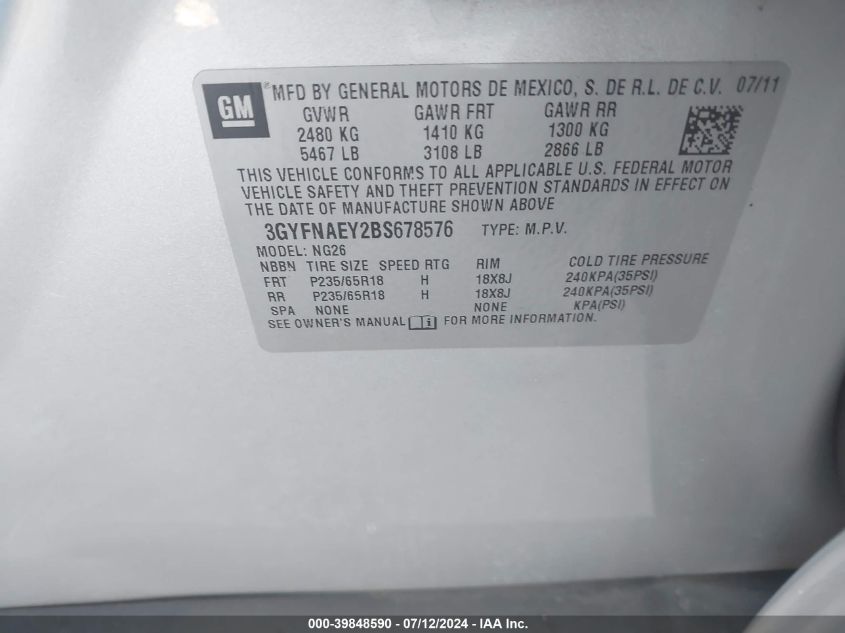 GM ® MFD BY GENERAL MOTORS DE MEXICO, S. DE R.L. DE C.V. 07/11
GVWR GAWR FRT GAWR RR
2480 KG 1410 KG 1300 KG
5467 LB 3108 LB 2866 LB
THIS VEHICLE CONFORMS TO ALL APPLICABLE U.S. FEDERAL MOTOR
VEHICLE SAFETY AND THEFT PREVENTION STANDARDS IN EFFECT ON
THE DATE OF MANUFACTURE SHOWN ABOVE
3GYFNAEY2BS678576 TYPE: M.P.V.
MODEL: NG26
NBBN TIRE SIZE SPEED RTG RIM COLD TIRE PRESSURE
FRT P235/65R18 H 18X8J 240KPA(35PSI)
RR P235/65R18 H 18X8J 240KPA(35PSI)
SPA NONE NONE KPA(PSI)
SEE OWNER'S MANUAL FOR MORE INFORMATION.
000-39848590 - 07/12/2024 - IAA Inc.